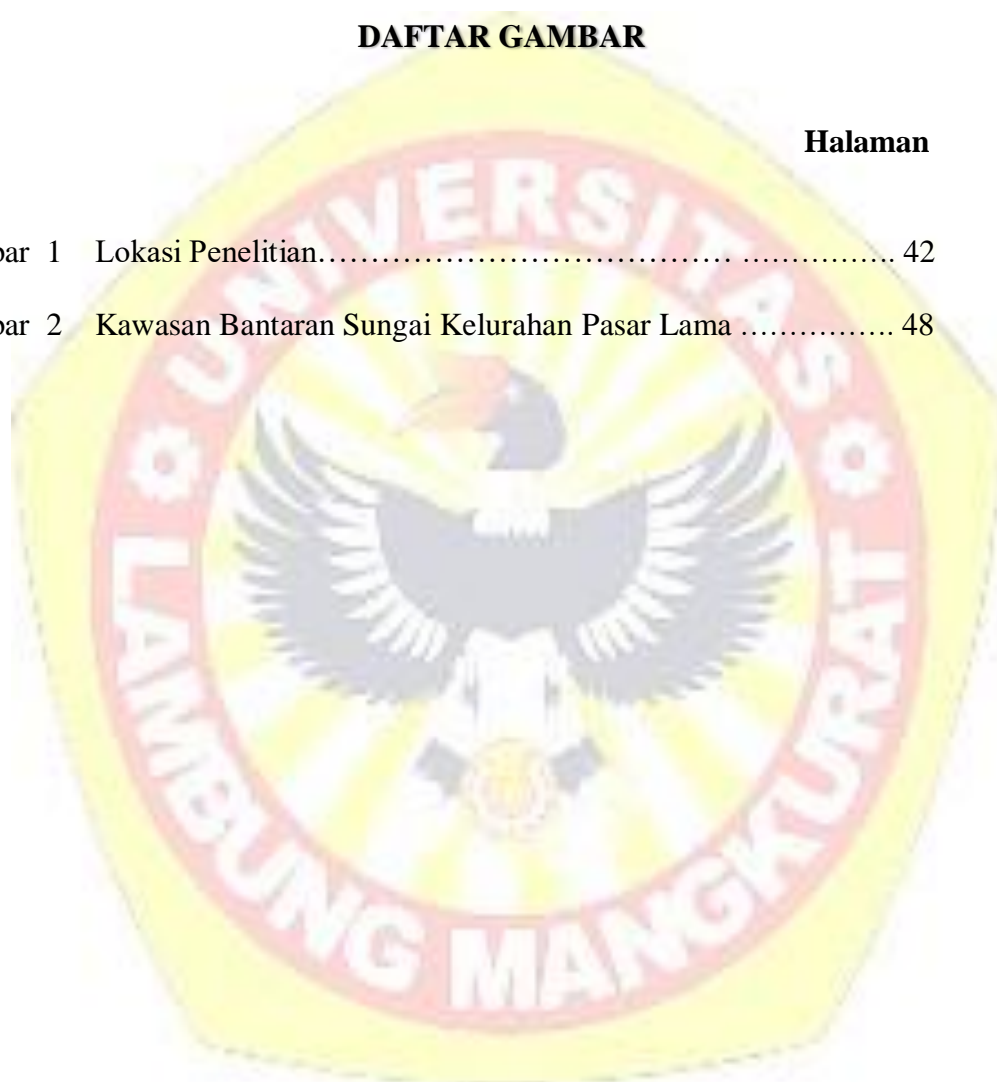 DAFTAR GAMBAR
Halaman
bar 1 Lokasi Penelitian………………………………… …………… 42
bar 2 Kawasan Bantaran Sungai Kelurahan Pasar Lama …………… 48
UNIVERSITAS
LAMBUNG MANGKURAT